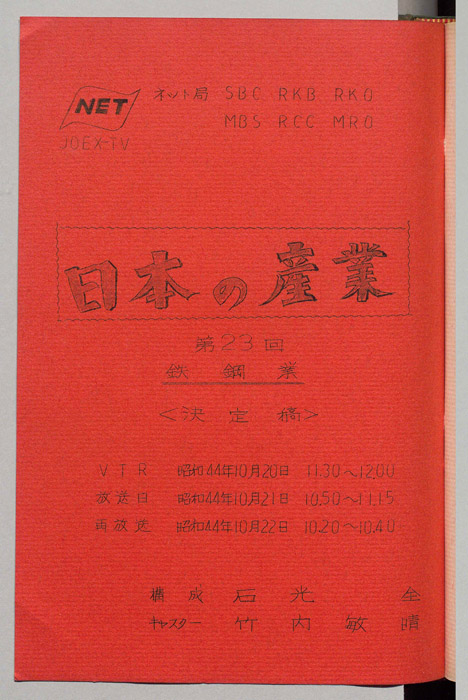 NET ネット局 SBC RKB RKO
MBS RCC MRO
JOEX-TV
日本の産業
第23回
鉄鋼業
<決定稿>
VTR 昭和44年10月20日 11.30〜12.00
放送日 昭和44年10月21日 10.50〜11.15
再放送 昭和44年10月22日 10.20〜10.40
構成 石光 全
キャスター 竹内敏晴